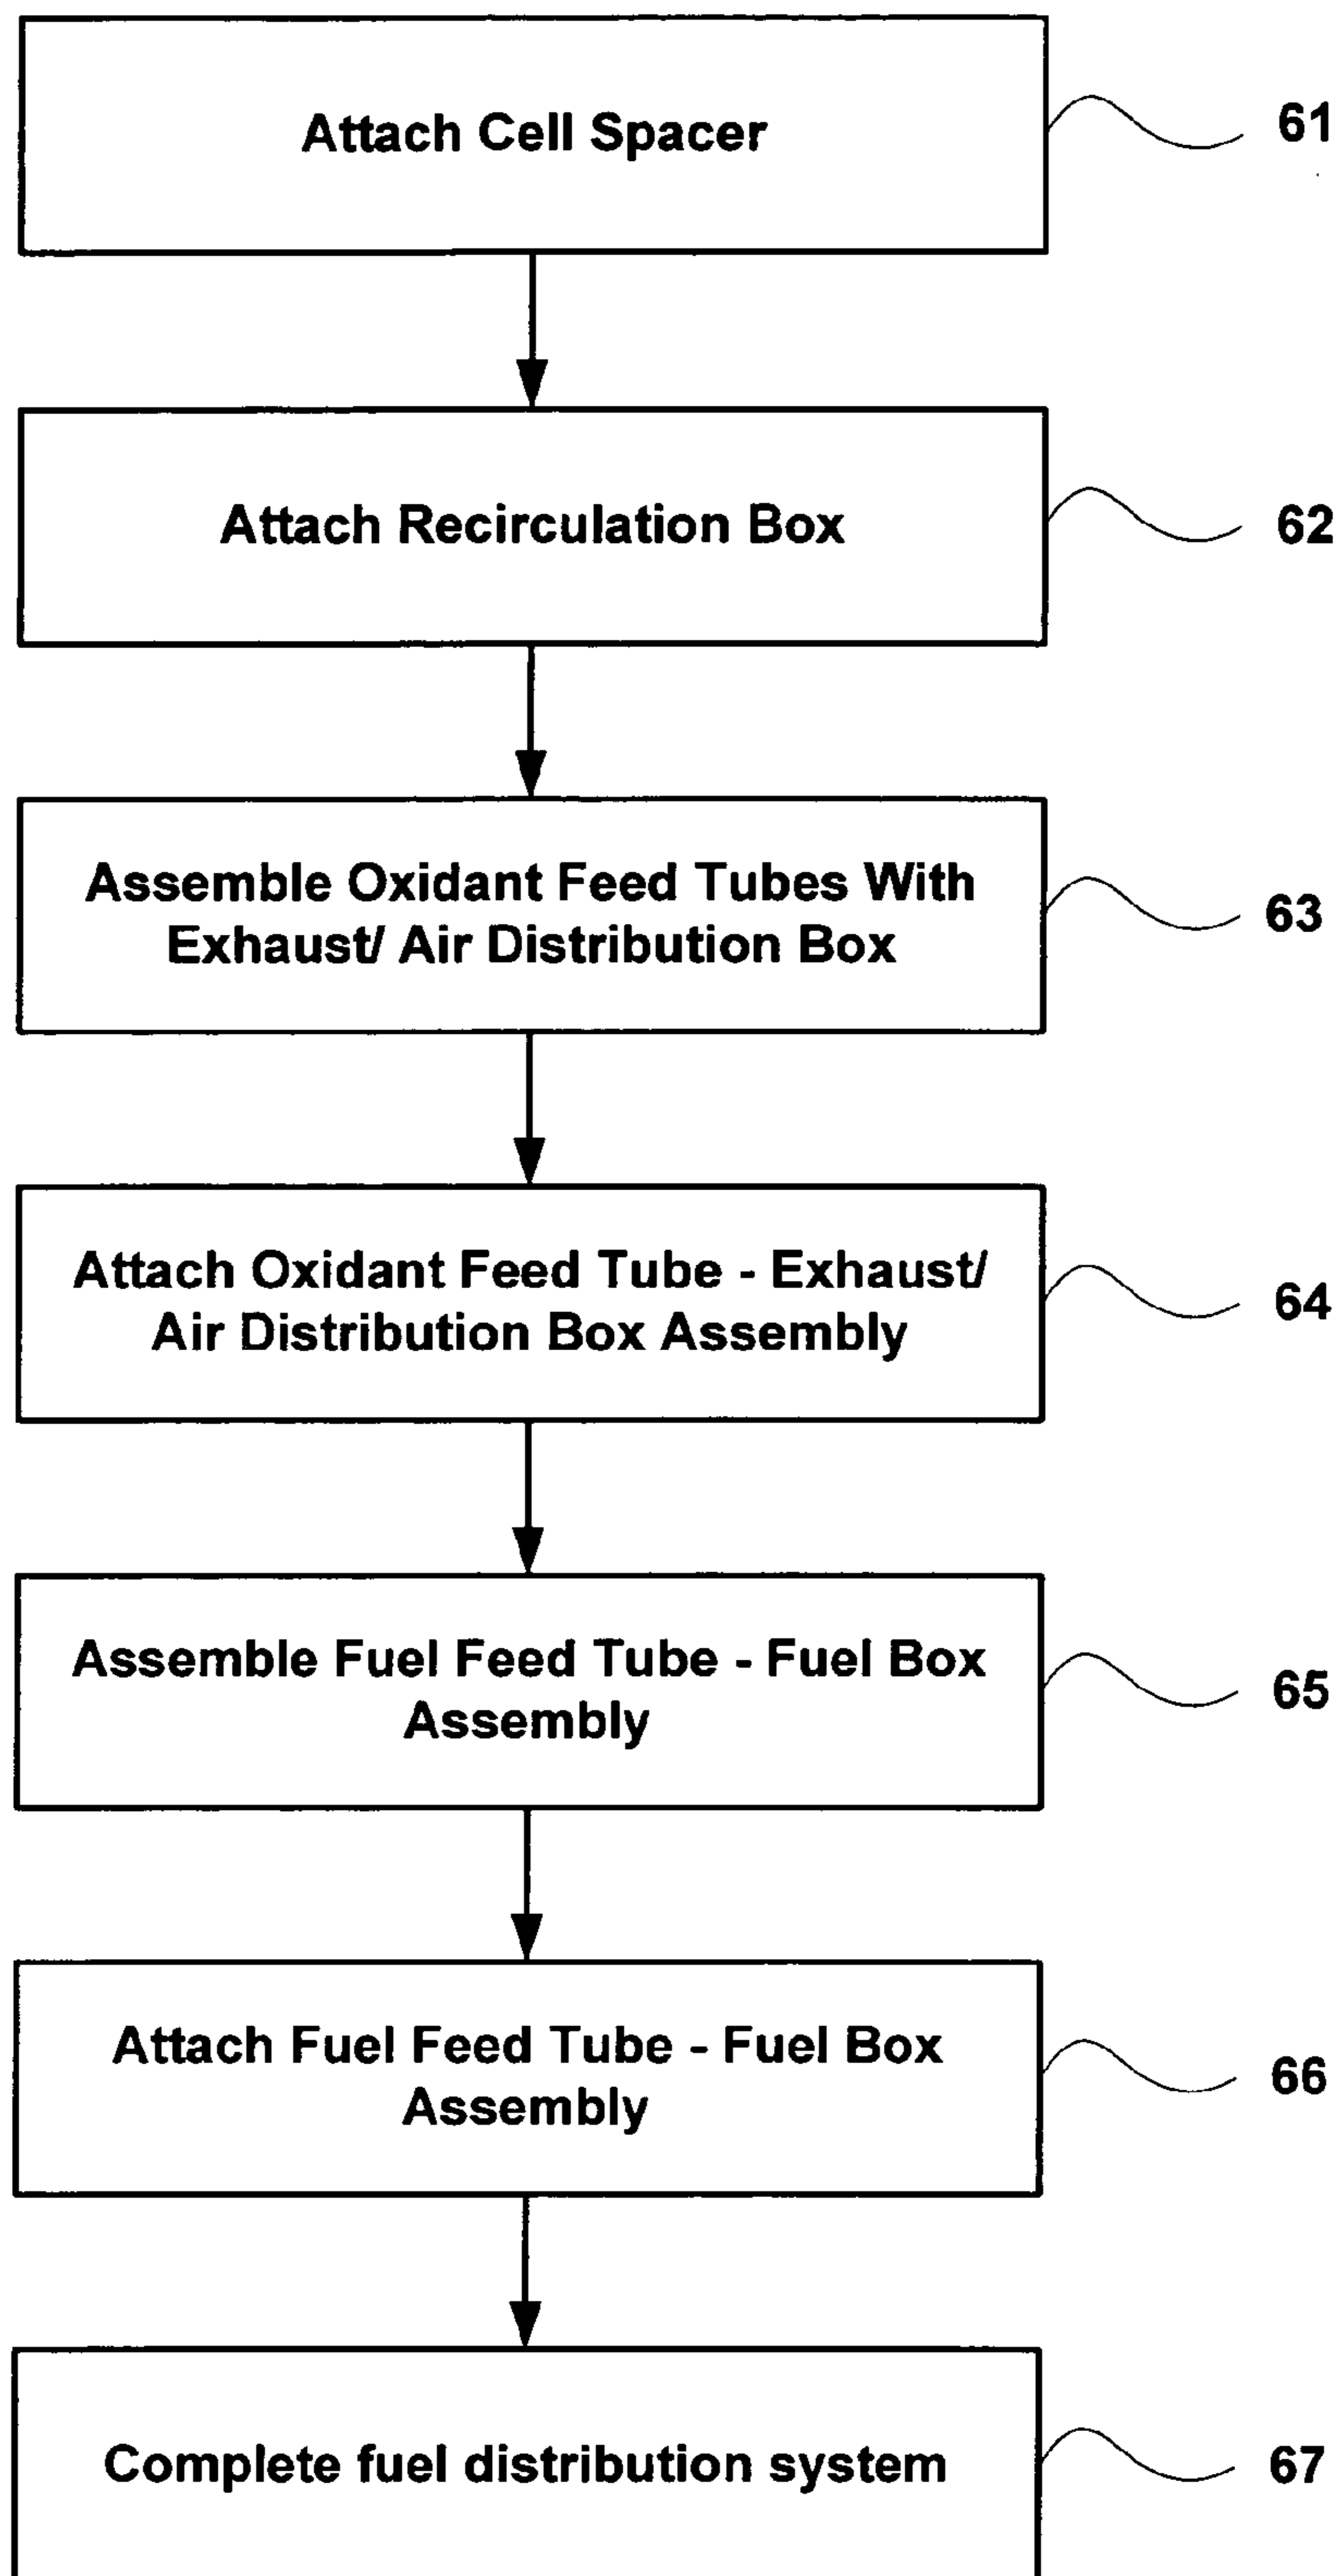 Attach Cell Spacer
61
Attach Recirculation Box
62
Assemble Oxidant Feed Tubes With
Exhaust/ Air Distribution Box
63
Attach Oxidant Feed Tube - Exhaust/
Air Distribution Box Assembly
64
Assemble Fuel Feed Tube - Fuel Box
Assembly
65
Attach Fuel Feed Tube - Fuel Box
Assembly
66
Complete fuel distribution system
67